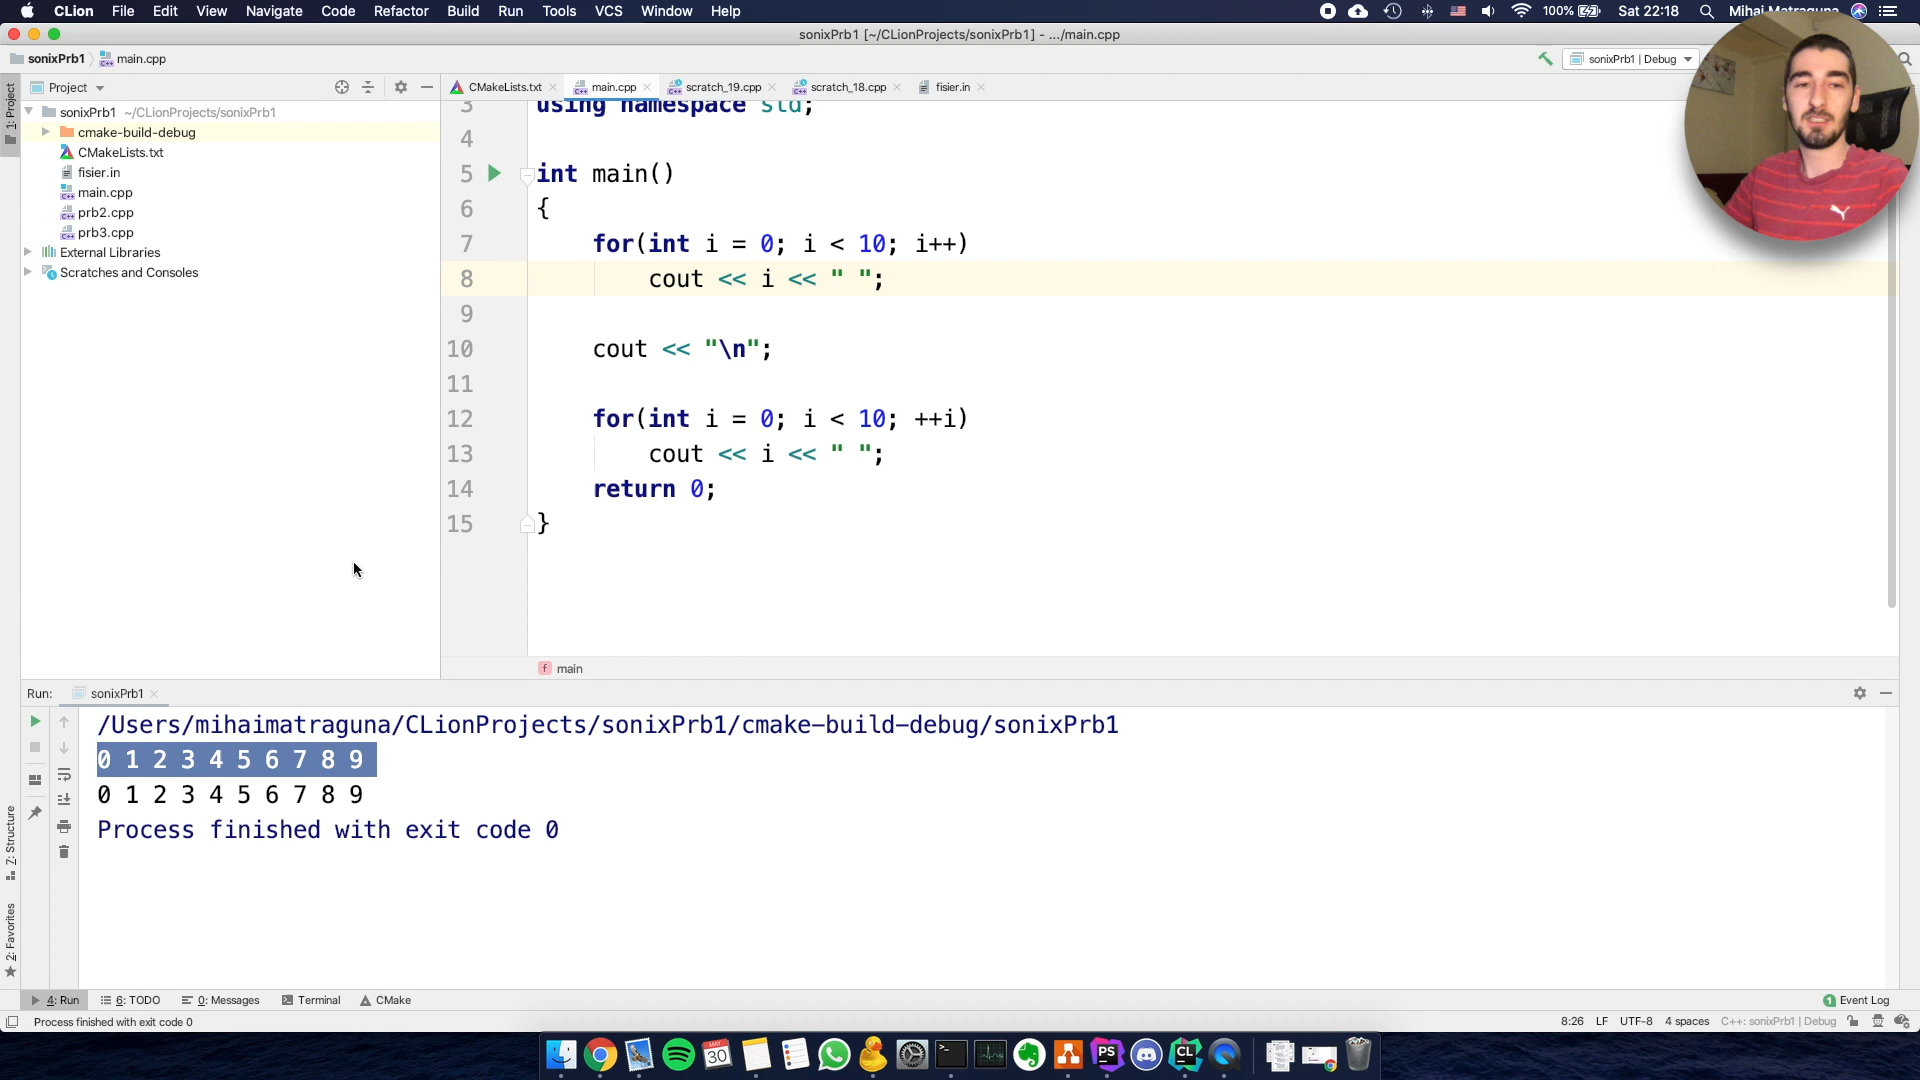 CLion File Edit View Navigate Code Refactor Build Run Tools VCS Window Help 100% Sat 22:18
sonixPrb1 [~/CLionProjects/sonixPrb1] - .../main.cpp
sonixPrb1 main.cpp sonixPrb1 | Debug
1: Project
Project
CMakeLists.txt main.cpp scratch_19.cpp scratch_18.cpp fisier.in
sonixPrb1 ~/CLionProjects/sonixPrb1
cmake-build-debug
CMakeLists.txt
fisier.in
main.cpp
prb2.cpp
prb3.cpp
External Libraries
Scratches and Consoles
3 using namespace std;
4
5 int main()
6 {
7 for(int i = 0; i < 10; i++)
8 cout << i << " ";
9
10 cout << "\n";
11
12 for(int i = 0; i < 10; ++i)
13 cout << i << " ";
14 return 0;
15 }
f main
Run: sonixPrb1
/Users/mihaimatraguna/CLionProjects/sonixPrb1/cmake-build-debug/sonixPrb1
0 1 2 3 4 5 6 7 8 9
0 1 2 3 4 5 6 7 8 9
Process finished with exit code 0
Z: Structure
2: Favorites
4: Run 6: TODO 0: Messages Terminal CMake 1 Event Log
Process finished with exit code 0 8:26 LF UTF-8 4 spaces C++: sonixPrb1 | Debug
MAY
30
PS
CL